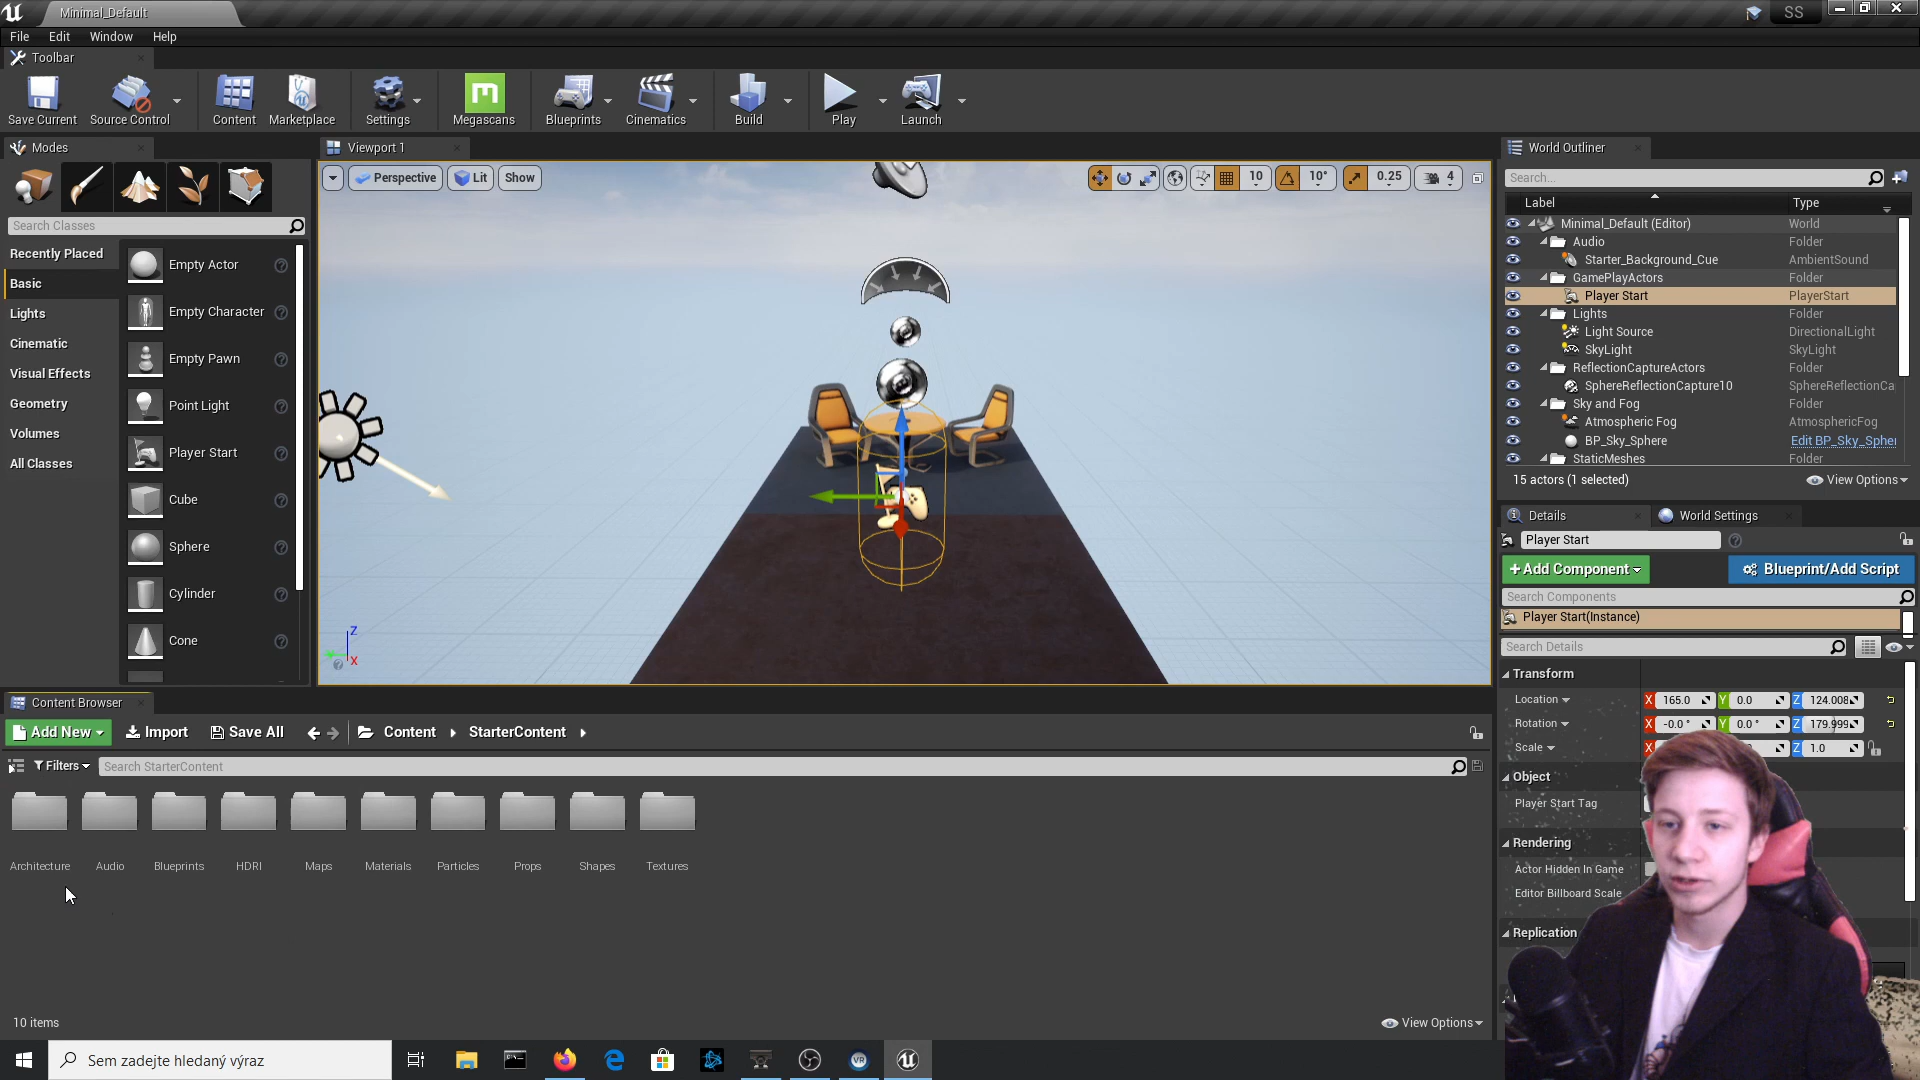 Minimal_Default
SS
File Edit Window Help
Toolbar
Save Current Source Control Content Marketplace Settings Megascans Blueprints Cinematics Build Play Launch
Modes
Viewport 1
World Outliner
Perspective Lit Show
10 10° 0.25 4
Search...
Label Type
Search Classes
Recently Placed
Basic
Lights
Cinematic
Visual Effects
Geometry
Volumes
All Classes
Empty Actor
Empty Character
Empty Pawn
Point Light
Player Start
Cube
Sphere
Cylinder
Cone
Z
X
Minimal_Default (Editor) World
Audio Folder
Starter_Background_Cue AmbientSound
GamePlayActors Folder
Player Start PlayerStart
Lights Folder
Light Source DirectionalLight
SkyLight SkyLight
ReflectionCaptureActors Folder
SphereReflectionCapture10 SphereReflectionCa
Sky and Fog Folder
Atmospheric Fog AtmosphericFog
BP_Sky_Sphere Edit BP_Sky_Spher
StaticMeshes Folder
15 actors (1 selected) View Options
Details World Settings
Player Start
+Add Component Blueprint/Add Script
Search Components
Player Start(Instance)
Search Details
Transform
Location X 165.0 Y 0.0 Z 124.008
Rotation X -0.0 ° Y 0.0 ° Z 179.999
Scale X Z 1.0
Object
Player Start Tag
Rendering
Actor Hidden In Game
Editor Billboard Scale
Replication
Content Browser
Add New Import Save All Content StarterContent
Filters Search StarterContent
Architecture Audio Blueprints HDRI Maps Materials Particles Props Shapes Textures
10 items View Options
Sem zadejte hledaný výraz
VR